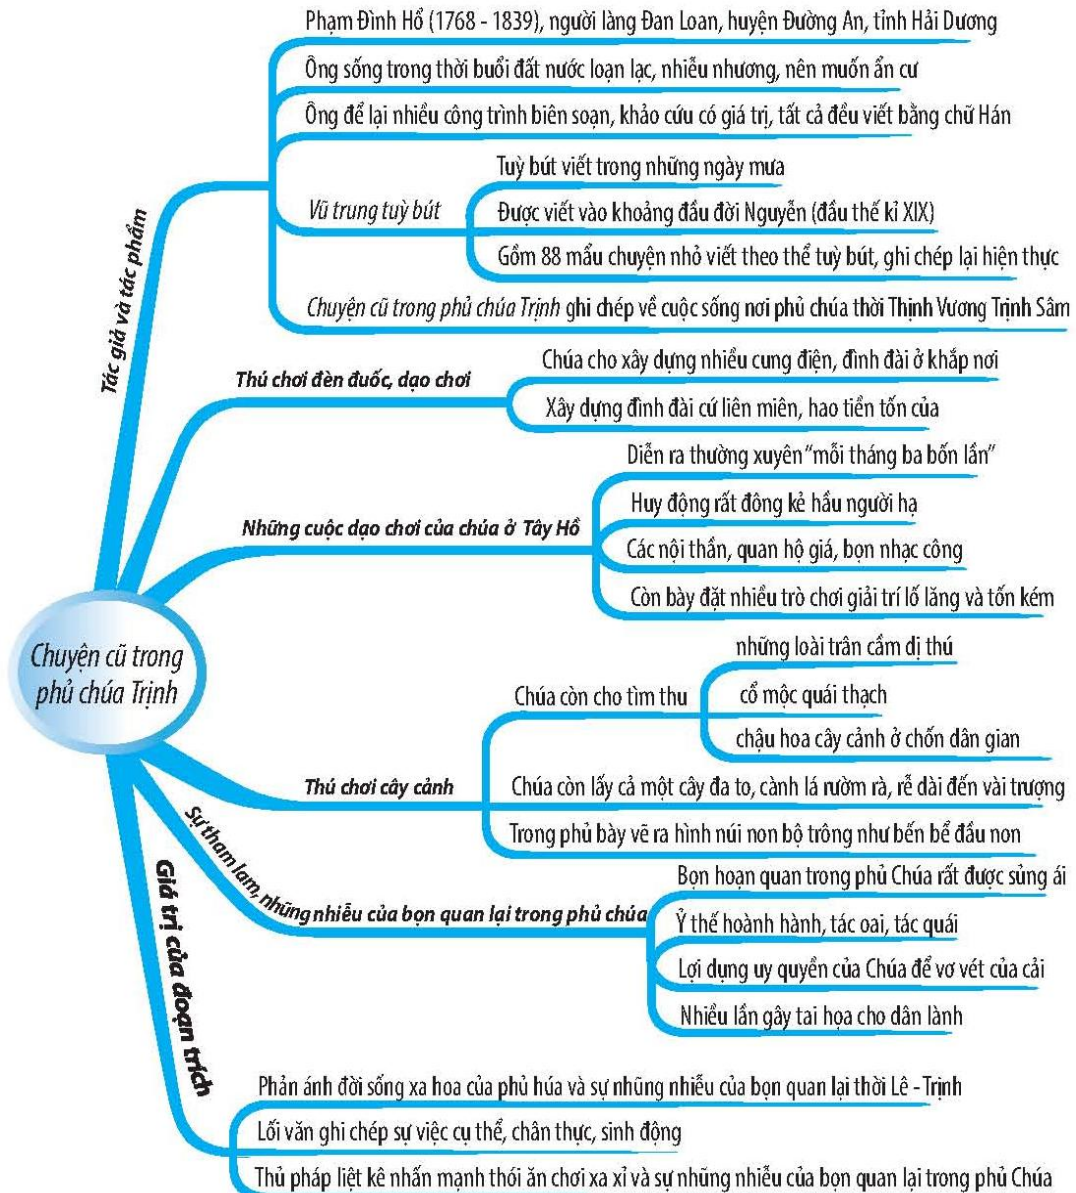 Phạm Đình Hổ (1768 - 1839), người làng Đan Loan, huyện Đường An, tỉnh Hải Dương
Ông sống trong thời buổi đất nước loạn lạc, nhiễu nhương, nên muốn ẩn cư
Ông để lại nhiều công trình biên soạn, khảo cứu có giá trị, tất cả đều viết bằng chữ Hán
Tác giả và tác phẩm
Vũ trung tuỳ bút
Tuỳ bút viết trong những ngày mưa
Được viết vào khoảng đầu đời Nguyễn (đầu thế kỉ XIX)
Gồm 88 mẩu chuyện nhỏ viết theo thể tuỳ bút, ghi chép lại hiện thực
Chuyện cũ trong phủ chúa Trịnh ghi chép về cuộc sống nơi phủ chúa thời Thịnh Vương Trịnh Sâm
Thú chơi đèn đuốc, dạo chơi
Chúa cho xây dựng nhiều cung điện, đình đài ở khắp nơi
Xây dựng đình đài cứ liên miên, hao tiền tốn của
Những cuộc dạo chơi của chúa ở Tây Hồ
Diễn ra thường xuyên "mỗi tháng ba bốn lần"
Huy động rất đông kẻ hầu người hạ
Các nội thần, quan hộ giá, bọn nhạc công
Còn bày đặt nhiều trò chơi giải trí lố lăng và tốn kém
Chuyện cũ trong
phủ chúa Trịnh
Thú chơi cây cảnh
Chúa còn cho tìm thu
những loài trân cầm dị thú
cổ mộc quái thạch
chậu hoa cây cảnh ở chốn dân gian
Chúa còn lấy cả một cây đa to, cành lá rườm rà, rễ dài đến vài trượng
Trong phủ bày vẽ ra hình núi non bộ trông như bến bể đầu non
Sự tham lam, những nhiễu của bọn quan lại trong phủ chúa
Bọn hoạn quan trong phủ Chúa rất được sủng ái
Ỷ thế hoành hành, tác oai, tác quái
Lợi dụng uy quyền của Chúa để vơ vét của cải
Nhiều lần gây tai họa cho dân lành
Giá trị của đoạn trích
Phản ánh đời sống xa hoa của phủ húa và sự nhũng nhiễu của bọn quan lại thời Lê - Trịnh
Lối văn ghi chép sự việc cụ thể, chân thực, sinh động
Thủ pháp liệt kê nhấn mạnh thói ăn chơi xa xỉ và sự những nhiễu của bọn quan lại trong phủ Chúa